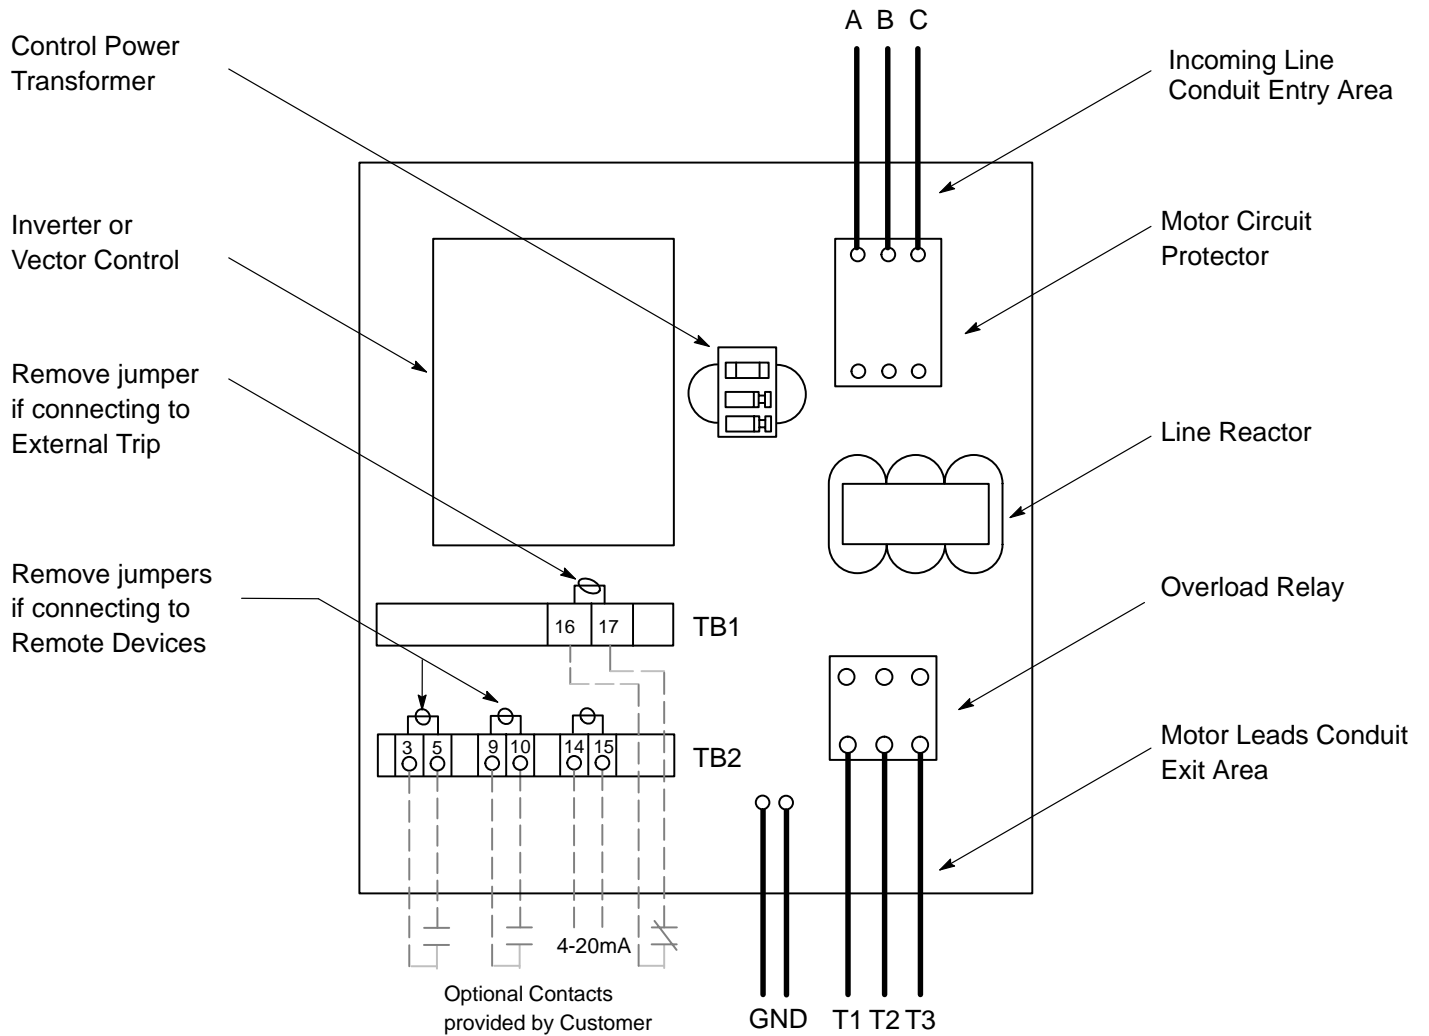 A B C
Control Power
Transformer
Incoming Line
Conduit Entry Area
Inverter or
Vector Control
Motor Circuit
Protector
Remove jumper
if connecting to
External Trip
Line Reactor
Remove jumpers
if connecting to
Remote Devices
Overload Relay
16 17 TB1
3 5 9 10 14 15 TB2
Motor Leads Conduit
Exit Area
4-20mA
Optional Contacts
provided by Customer
GND T1 T2 T3